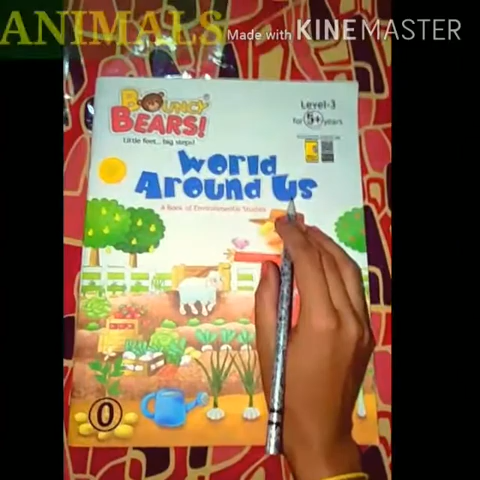 ANIMALS
Made with KINEMASTER
BOUNCY
BEARS!
Little feet... big steps!
Level-3
for 5+ years
World
Around Us
A Book of Environmental Studies
0